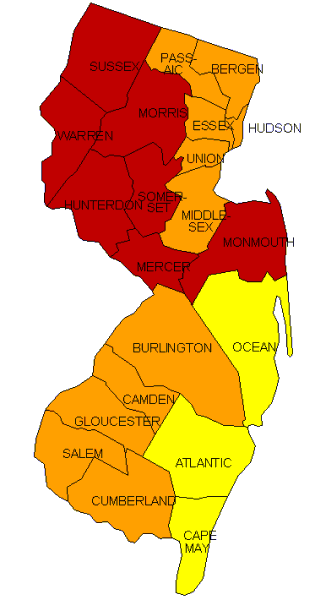 SUSSEX
PASS-
AIC
BERGEN
MORRIS
ESSEX
HUDSON
WARREN
UNION
HUNTERDON
SOMER-
SET
MIDDLE-
SEX
MONMOUTH
MERCER
OCEAN
BURLINGTON
CAMDEN
GLOUCESTER
SALEM
ATLANTIC
CUMBERLAND
CAPE
MAY